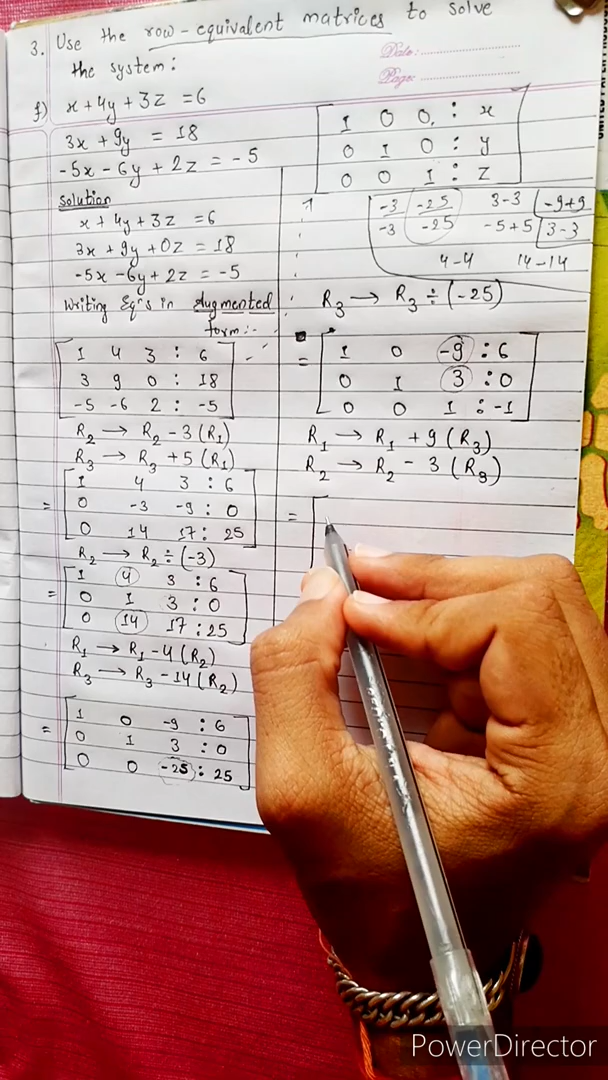 3. Use the row-equivalent matrices to solve
the system:
Date:
Page:
f) x+4y+3z =6
3x+9y =18
-5x-6y+2z=-5
Solution
x+4y+3z =6
3x+9y+0z =18
-5x-6y+2z=-5
Writing Eqns in Augmented
form:-
1 4 3 : 6
3 9 0 : 18
-5 -6 2 : -5
R2 → R2 -3(R1)
R3 → R3 +5(R1)
1 4 3 : 6
= 0 -3 -9 : 0
0 14 17 : 25
R2 → R2 ÷ (-3)
1 4 3 : 6
= 0 1 3 : 0
0 14 17 : 25
R1 → R1 -4(R2)
R3 → R3 -14(R2)
1 0 -9 : 6
= 0 1 3 : 0
0 0 -25 : 25
1 0 0 : x
0 1 0 : y
0 0 1 : z
-3 -25 3-3 -9+9
-3 -25 -5+5 3-3
4-4 14-14
R3 → R3 ÷ (-25)
1 0 -9 : 6
= 0 1 3 : 0
0 0 1 : -1
R1 → R1 +9(R3)
R2 → R2 - 3(R3)
=
PowerDirector